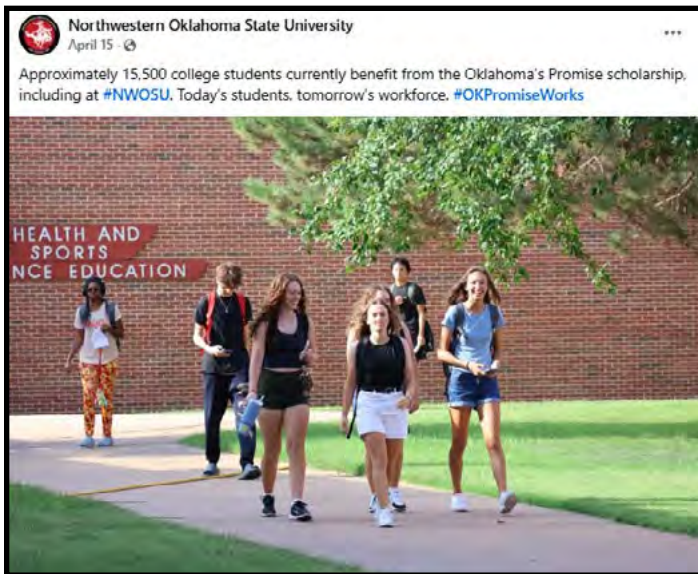 Northwestern Oklahoma State University
April 15 ·
Approximately 15,500 college students currently benefit from the Oklahoma's Promise scholarship,
including at #NWOSU. Today's students, tomorrow's workforce. #OKPromiseWorks
HEALTH AND
SPORTS
NCE EDUCATION